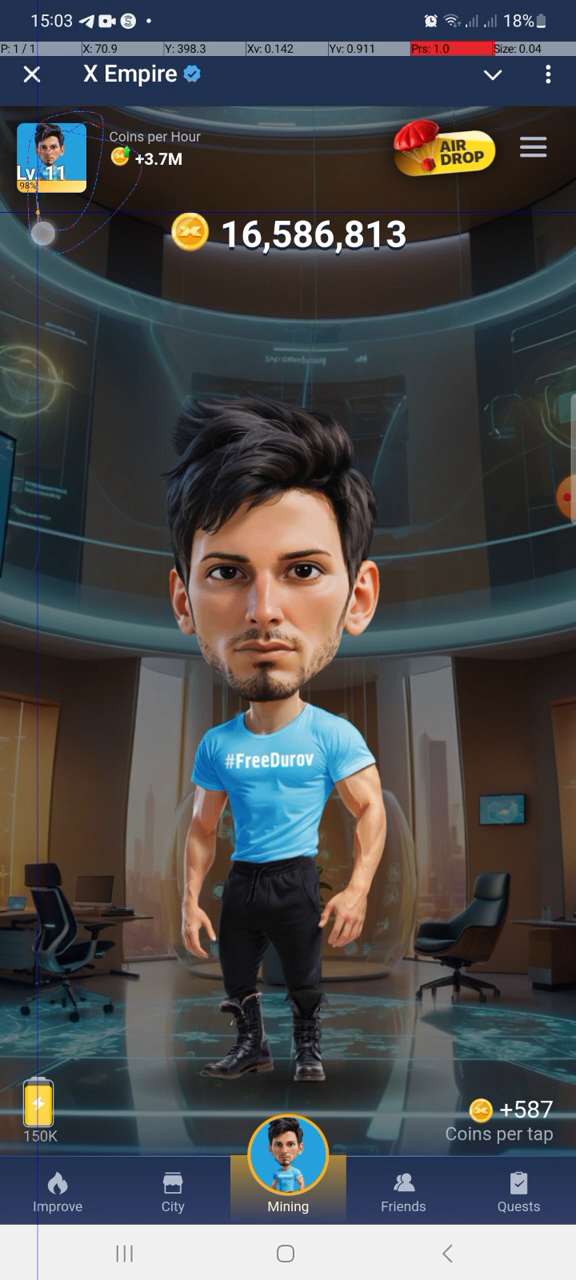 15:03
18%
P: 1 / 1 X: 70.9 Y: 398.3 Xv: 0.142 Yv: 0.911 Prs: 1.0 Size: 0.04
X Empire
Coins per Hour
+3.7M
Lv. 11
98%
AIR
DROP
16,586,813
#FreeDurov
150K
+587
Coins per tap
Improve City Mining Friends Quests